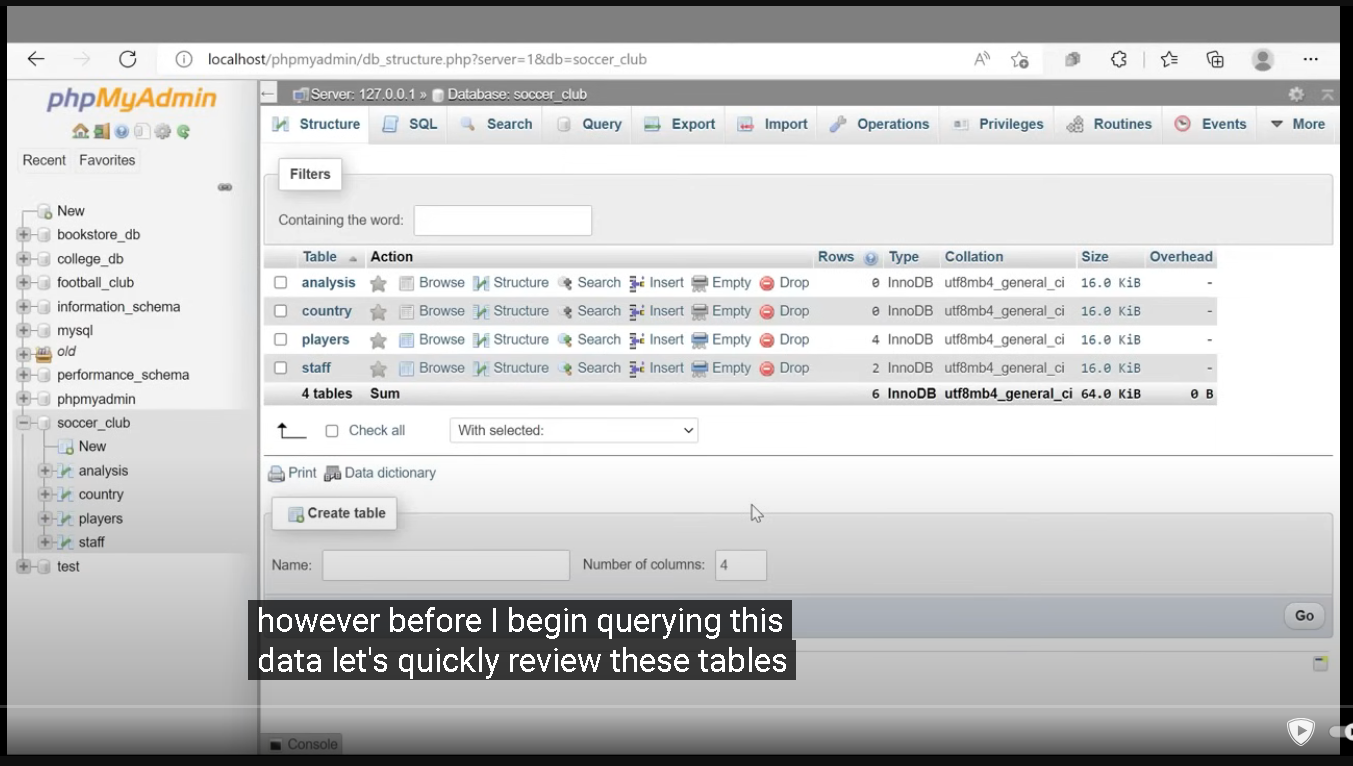 localhost/phpmyadmin/db_structure.php?server=1&db=soccer_club
phpMyAdmin
Recent Favorites
New
bookstore_db
college_db
football_club
information_schema
mysql
old
performance_schema
phpmyadmin
soccer_club
New
analysis
country
players
staff
test
Server: 127.0.0.1 » Database: soccer_club
Structure SQL Search Query Export Import Operations Privileges Routines Events More
Filters
Containing the word:
Table Action Rows Type Collation Size Overhead
analysis Browse Structure Search Insert Empty Drop 0 InnoDB utf8mb4_general_ci 16.0 KiB -
country Browse Structure Search Insert Empty Drop 0 InnoDB utf8mb4_general_ci 16.0 KiB -
players Browse Structure Search Insert Empty Drop 4 InnoDB utf8mb4_general_ci 16.0 KiB -
staff Browse Structure Search Insert Empty Drop 2 InnoDB utf8mb4_general_ci 16.0 KiB -
4 tables Sum 6 InnoDB utf8mb4_general_ci 64.0 KiB 0 B
Check all With selected:
Print Data dictionary
Create table
Name: Number of columns: 4
Go
however before I begin querying this
data let's quickly review these tables
Console